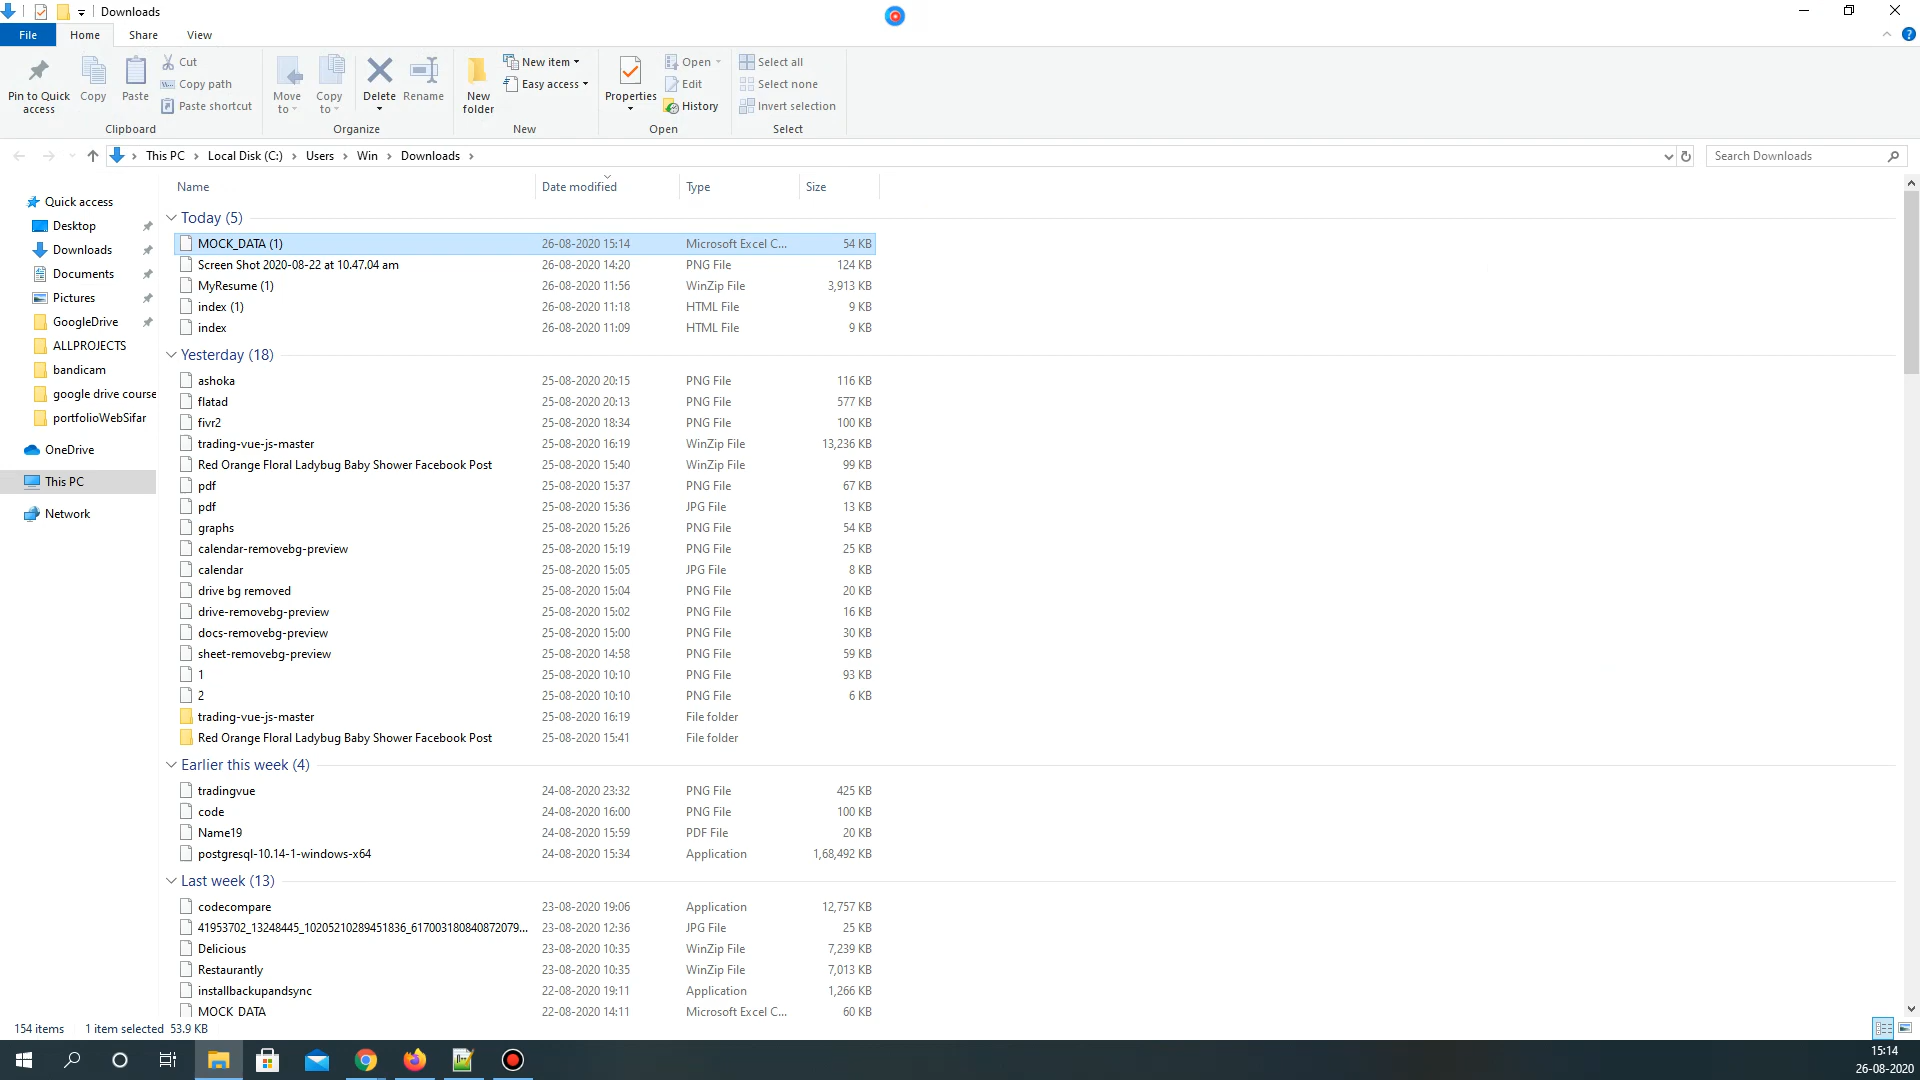 Downloads
File Home Share View
Pin to Quick access
Copy
Paste
Cut
Copy path
Paste shortcut
Clipboard
Move to
Copy to
Delete
Rename
Organize
New folder
New item
Easy access
New
Properties
Open
Edit
History
Open
Select all
Select none
Invert selection
Select
This PC Local Disk (C:) Users Win Downloads
Search Downloads
Quick access
Desktop
Downloads
Documents
Pictures
GoogleDrive
ALLPROJECTS
bandicam
google drive course
portfolioWebSifar
OneDrive
This PC
Network
Name Date modified Type Size
Today (5)
MOCK_DATA (1) 26-08-2020 15:14 Microsoft Excel C... 54 KB
Screen Shot 2020-08-22 at 10.47.04 am 26-08-2020 14:20 PNG File 124 KB
MyResume (1) 26-08-2020 11:56 WinZip File 3,913 KB
index (1) 26-08-2020 11:18 HTML File 9 KB
index 26-08-2020 11:09 HTML File 9 KB
Yesterday (18)
ashoka 25-08-2020 20:15 PNG File 116 KB
flatad 25-08-2020 20:13 PNG File 577 KB
fivr2 25-08-2020 18:34 PNG File 100 KB
trading-vue-js-master 25-08-2020 16:19 WinZip File 13,236 KB
Red Orange Floral Ladybug Baby Shower Facebook Post 25-08-2020 15:40 WinZip File 99 KB
pdf 25-08-2020 15:37 PNG File 67 KB
pdf 25-08-2020 15:36 JPG File 13 KB
graphs 25-08-2020 15:26 PNG File 54 KB
calendar-removebg-preview 25-08-2020 15:19 PNG File 25 KB
calendar 25-08-2020 15:05 JPG File 8 KB
drive bg removed 25-08-2020 15:04 PNG File 20 KB
drive-removebg-preview 25-08-2020 15:02 PNG File 16 KB
docs-removebg-preview 25-08-2020 15:00 PNG File 30 KB
sheet-removebg-preview 25-08-2020 14:58 PNG File 59 KB
1 25-08-2020 10:10 PNG File 93 KB
2 25-08-2020 10:10 PNG File 6 KB
trading-vue-js-master 25-08-2020 16:19 File folder
Red Orange Floral Ladybug Baby Shower Facebook Post 25-08-2020 15:41 File folder
Earlier this week (4)
tradingvue 24-08-2020 23:32 PNG File 425 KB
code 24-08-2020 16:00 PNG File 100 KB
Name19 24-08-2020 15:59 PDF File 20 KB
postgresql-10.14-1-windows-x64 24-08-2020 15:34 Application 1,68,492 KB
Last week (13)
codecompare 23-08-2020 19:06 Application 12,757 KB
41953702_13248445_10205210289451836_617003180840872079... 23-08-2020 12:36 JPG File 25 KB
Delicious 23-08-2020 10:35 WinZip File 7,239 KB
Restaurantly 23-08-2020 10:35 WinZip File 7,013 KB
installbackupandsync 22-08-2020 19:11 Application 1,266 KB
MOCK_DATA 22-08-2020 14:11 Microsoft Excel C... 60 KB
154 items 1 item selected 53.9 KB
15:14
26-08-2020